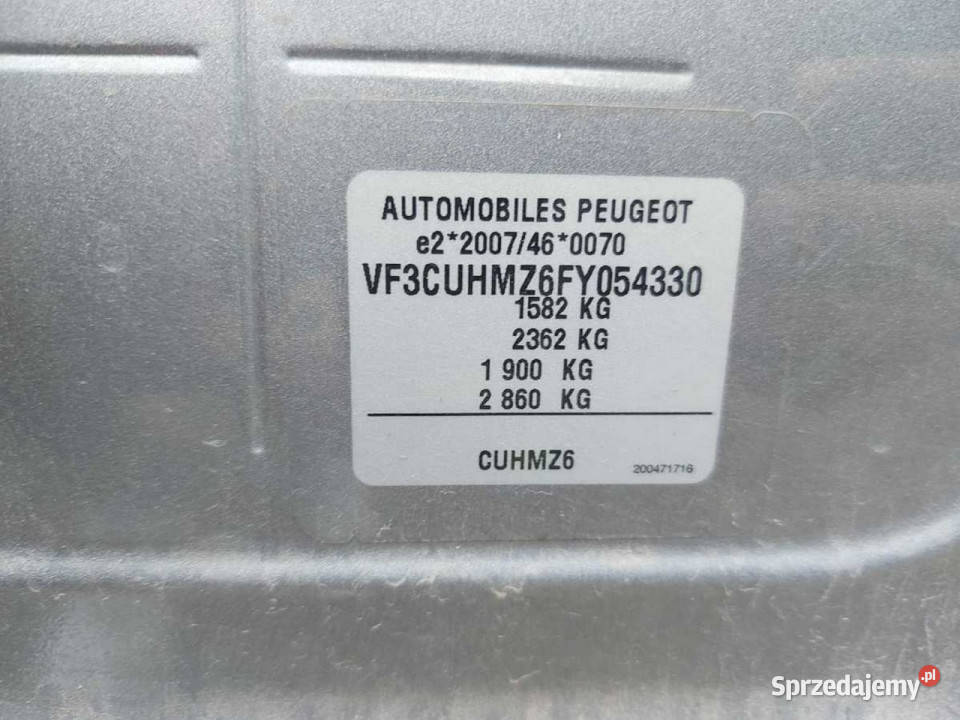 AUTOMOBILES PEUGEOT
e2*2007/46*0070
VF3CUHMZ6FY054330
1582 KG
2362 KG
1 900 KG
2 860 KG
CUHMZ6
200471716
Sprzedajemy.pl